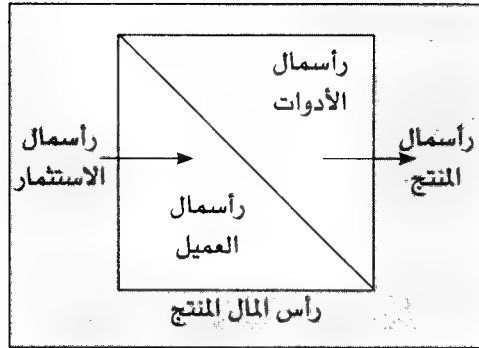 رأسمال
الأدوات
رأسمال
المنتج
رأسمال
الاستثمار
رأسمال
العميل
رأس المال المنتج